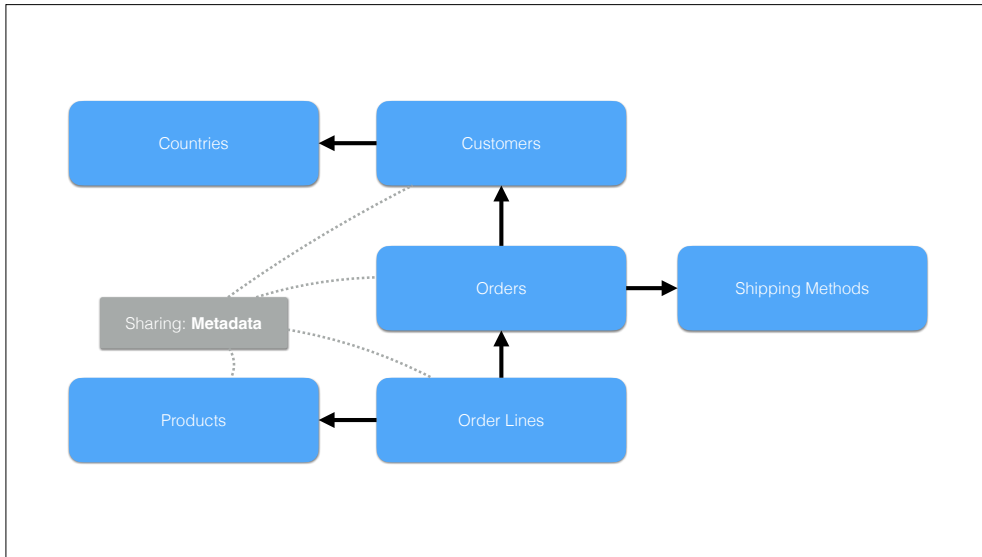 Countries
Customers
Orders
Shipping Methods
Sharing: Metadata
Products
Order Lines